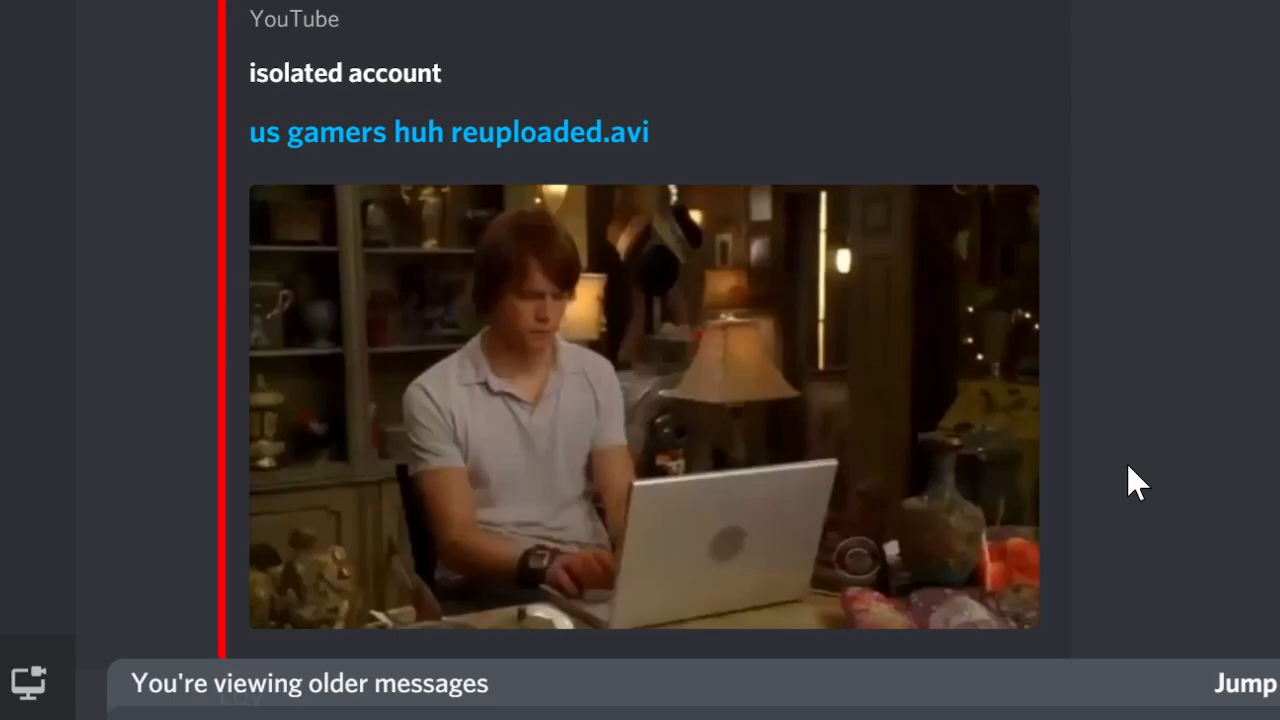 YouTube
isolated account
us gamers huh reuploaded.avi
You're viewing older messages
Jump